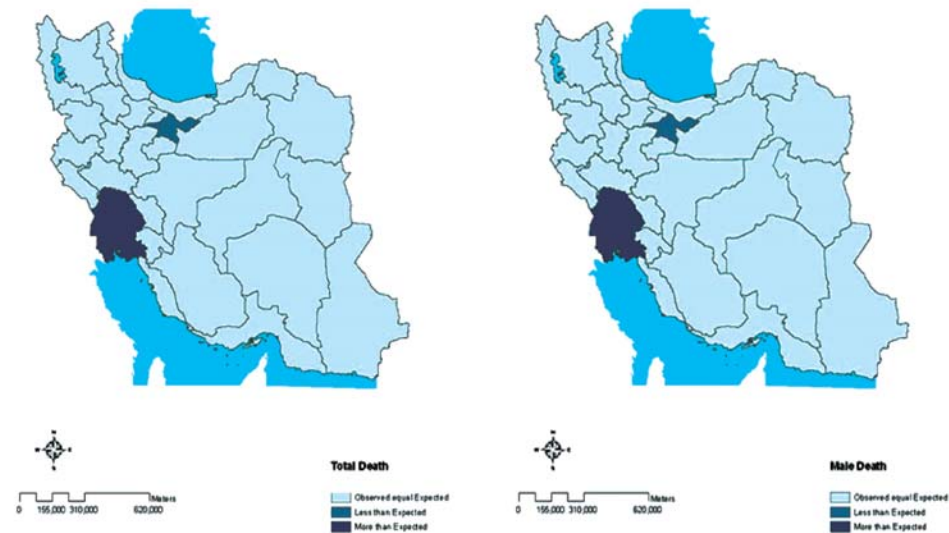 N
W E
S
Total Death
Meters
0 155,000 310,000 620,000
Observed equal Expected
Less than Expected
More than Expected
N
W E
S
Male Death
Meters
0 155,000 310,000 620,000
Observed equal Expected
Less than Expected
More than Expected